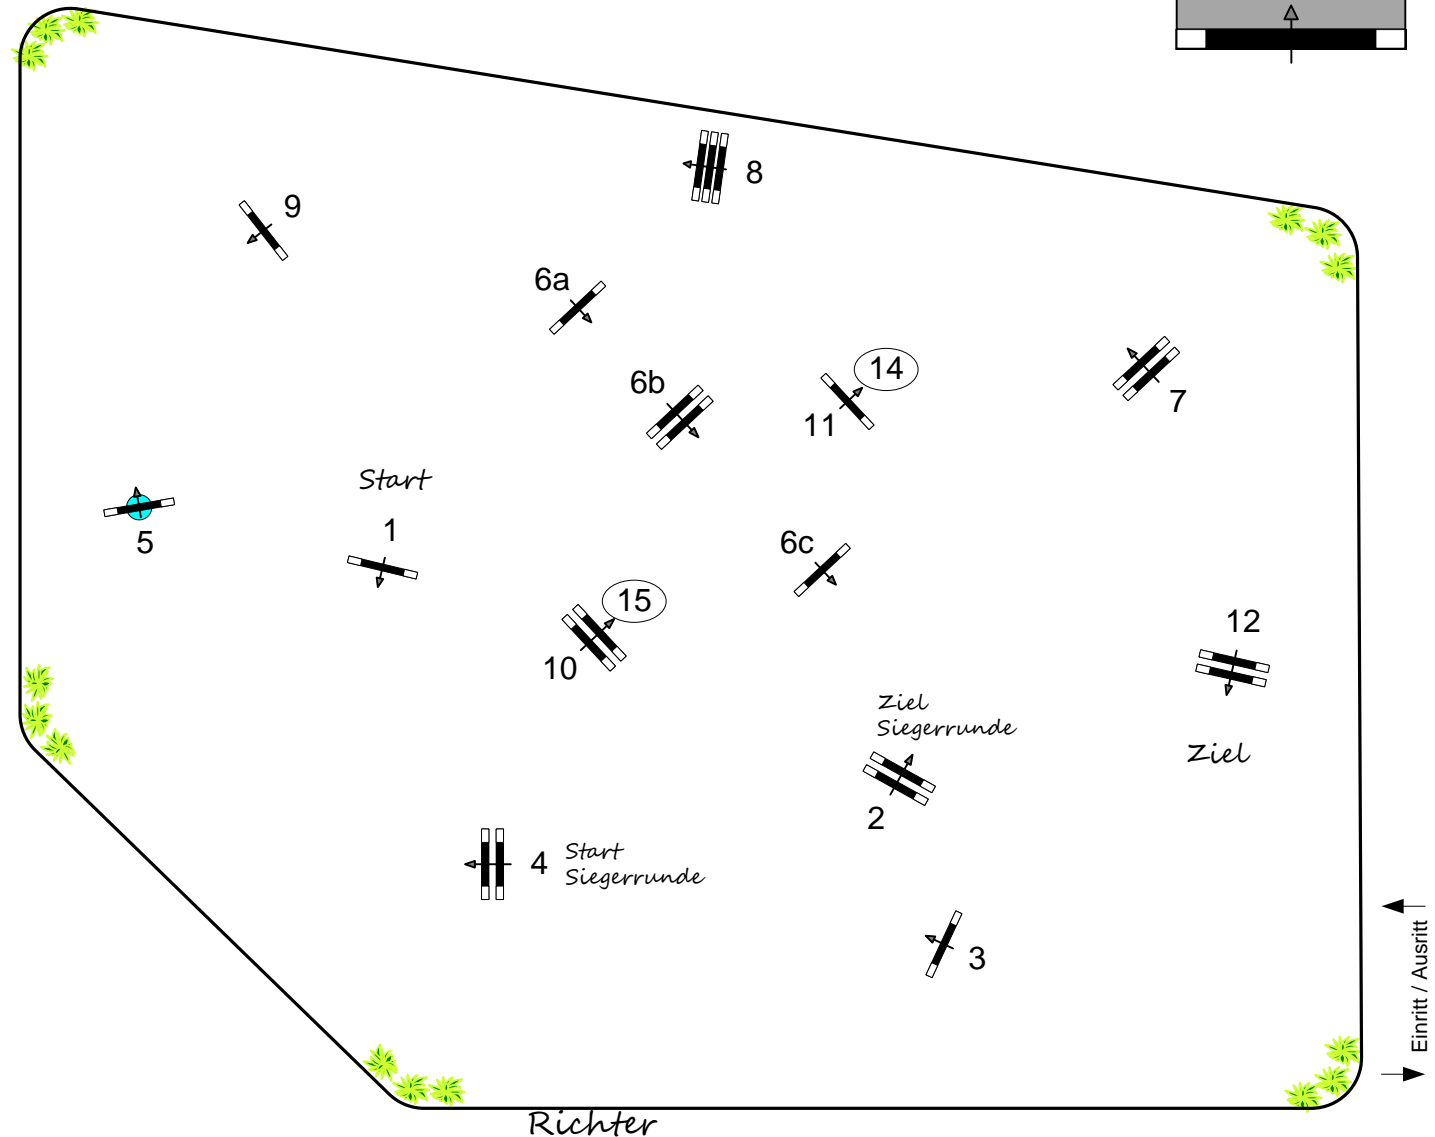 8
9
6a
14
6b
7
11
Start
1
5
6c
15
12
10
Ziel
Siegerrunde
Ziel
2
4
Start
Siegerrunde
3
Einritt / Ausritt
Richter